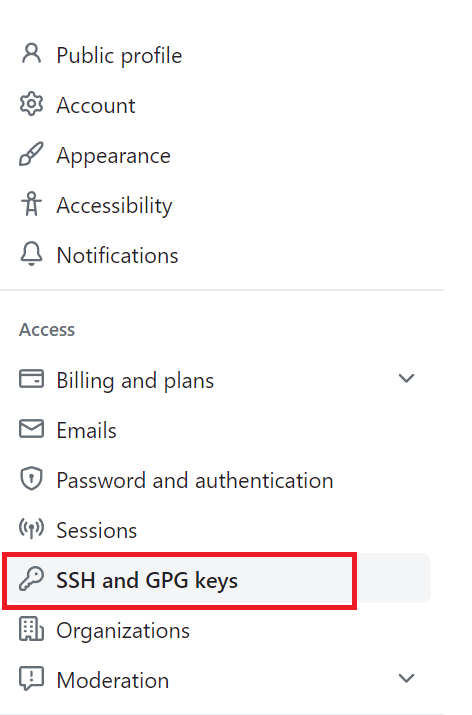 Public profile
Account
Appearance
Accessibility
Notifications
Access
Billing and plans
Emails
Password and authentication
Sessions
SSH and GPG keys
Organizations
Moderation